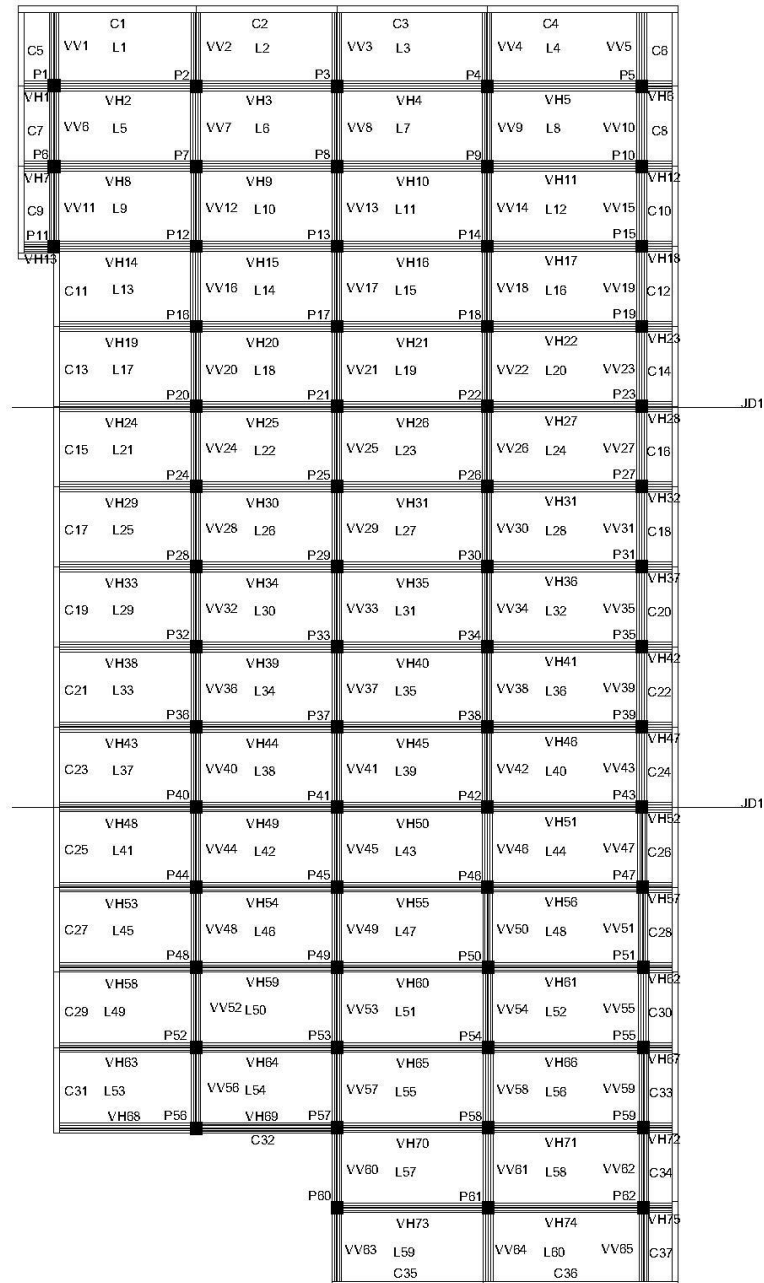 C1 C2 C3 C4
C5 VV1 L1 VV2 L2 VV3 L3 VV4 L4 VV5 C6
P1 P2 P3 P4 P5
VH1 VH2 VH3 VH4 VH5 VH6
C7 VV6 L5 VV7 L6 VV8 L7 VV9 L8 VV10 C8
P6 P7 P8 P9 P10
VH7 VH8 VH9 VH10 VH11 VH12
C9 VV11 L9 VV12 L10 VV13 L11 VV14 L12 VV15 C10
P11 P12 P13 P14 P15
VH13 VH14 VH15 VH16 VH17 VH18
C11 L13 VV16 L14 VV17 L15 VV18 L16 VV19 C12
P16 P17 P18 P19
VH19 VH20 VH21 VH22 VH23
C13 L17 VV20 L18 VV21 L19 VV22 L20 VV23 C14
P20 P21 P22 P23
JD1
VH24 VH25 VH26 VH27 VH28
C15 L21 VV24 L22 VV25 L23 VV26 L24 VV27 C16
P24 P25 P26 P27
VH29 VH30 VH31 VH31 VH32
C17 L25 VV28 L26 VV29 L27 VV30 L28 VV31 C18
P28 P29 P30 P31
VH33 VH34 VH35 VH36 VH37
C19 L29 VV32 L30 VV33 L31 VV34 L32 VV35 C20
P32 P33 P34 P35
VH38 VH39 VH40 VH41 VH42
C21 L33 VV36 L34 VV37 L35 VV38 L36 VV39 C22
P36 P37 P38 P39
VH43 VH44 VH45 VH46 VH47
C23 L37 VV40 L38 VV41 L39 VV42 L40 VV43 C24
P40 P41 P42 P43
JD1
VH48 VH49 VH50 VH51 VH52
C25 L41 VV44 L42 VV45 L43 VV46 L44 VV47 C26
P44 P45 P46 P47
VH53 VH54 VH55 VH56 VH57
C27 L45 VV48 L46 VV49 L47 VV50 L48 VV51 C28
P48 P49 P50 P51
VH58 VH59 VH60 VH61 VH62
C29 L49 VV52 L50 VV53 L51 VV54 L52 VV55 C30
P52 P53 P54 P55
VH63 VH64 VH65 VH66 VH67
C31 L53 VV56 L54 VV57 L55 VV58 L56 VV59 C33
VH68 P56 VH69 P57 P58 P59
C32
VH70 VH71 VH72
VV60 L57 VV61 L58 VV62 C34
P60 P61 P62
VH73 VH74 VH75
VV63 L59 VV64 L60 VV65 C37
C35 C36